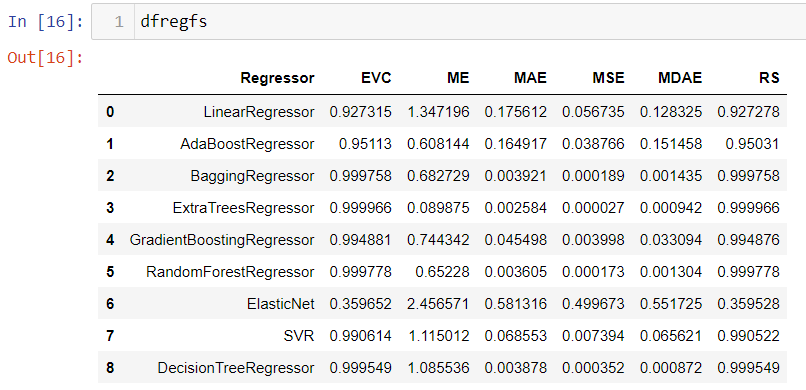 In [16]: 1 dfregfs
Out[16]:
Regressor EVC ME MAE MSE MDAE RS
0 LinearRegressor 0.927315 1.347196 0.175612 0.056735 0.128325 0.927278
1 AdaBoostRegressor 0.95113 0.608144 0.164917 0.038766 0.151458 0.95031
2 BaggingRegressor 0.999758 0.682729 0.003921 0.000189 0.001435 0.999758
3 ExtraTreesRegressor 0.999966 0.089875 0.002584 0.000027 0.000942 0.999966
4 GradientBoostingRegressor 0.994881 0.744342 0.045498 0.003998 0.033094 0.994876
5 RandomForestRegressor 0.999778 0.65228 0.003605 0.000173 0.001304 0.999778
6 ElasticNet 0.359652 2.456571 0.581316 0.499673 0.551725 0.359528
7 SVR 0.990614 1.115012 0.068553 0.007394 0.065621 0.990522
8 DecisionTreeRegressor 0.999549 1.085536 0.003878 0.000352 0.000872 0.999549